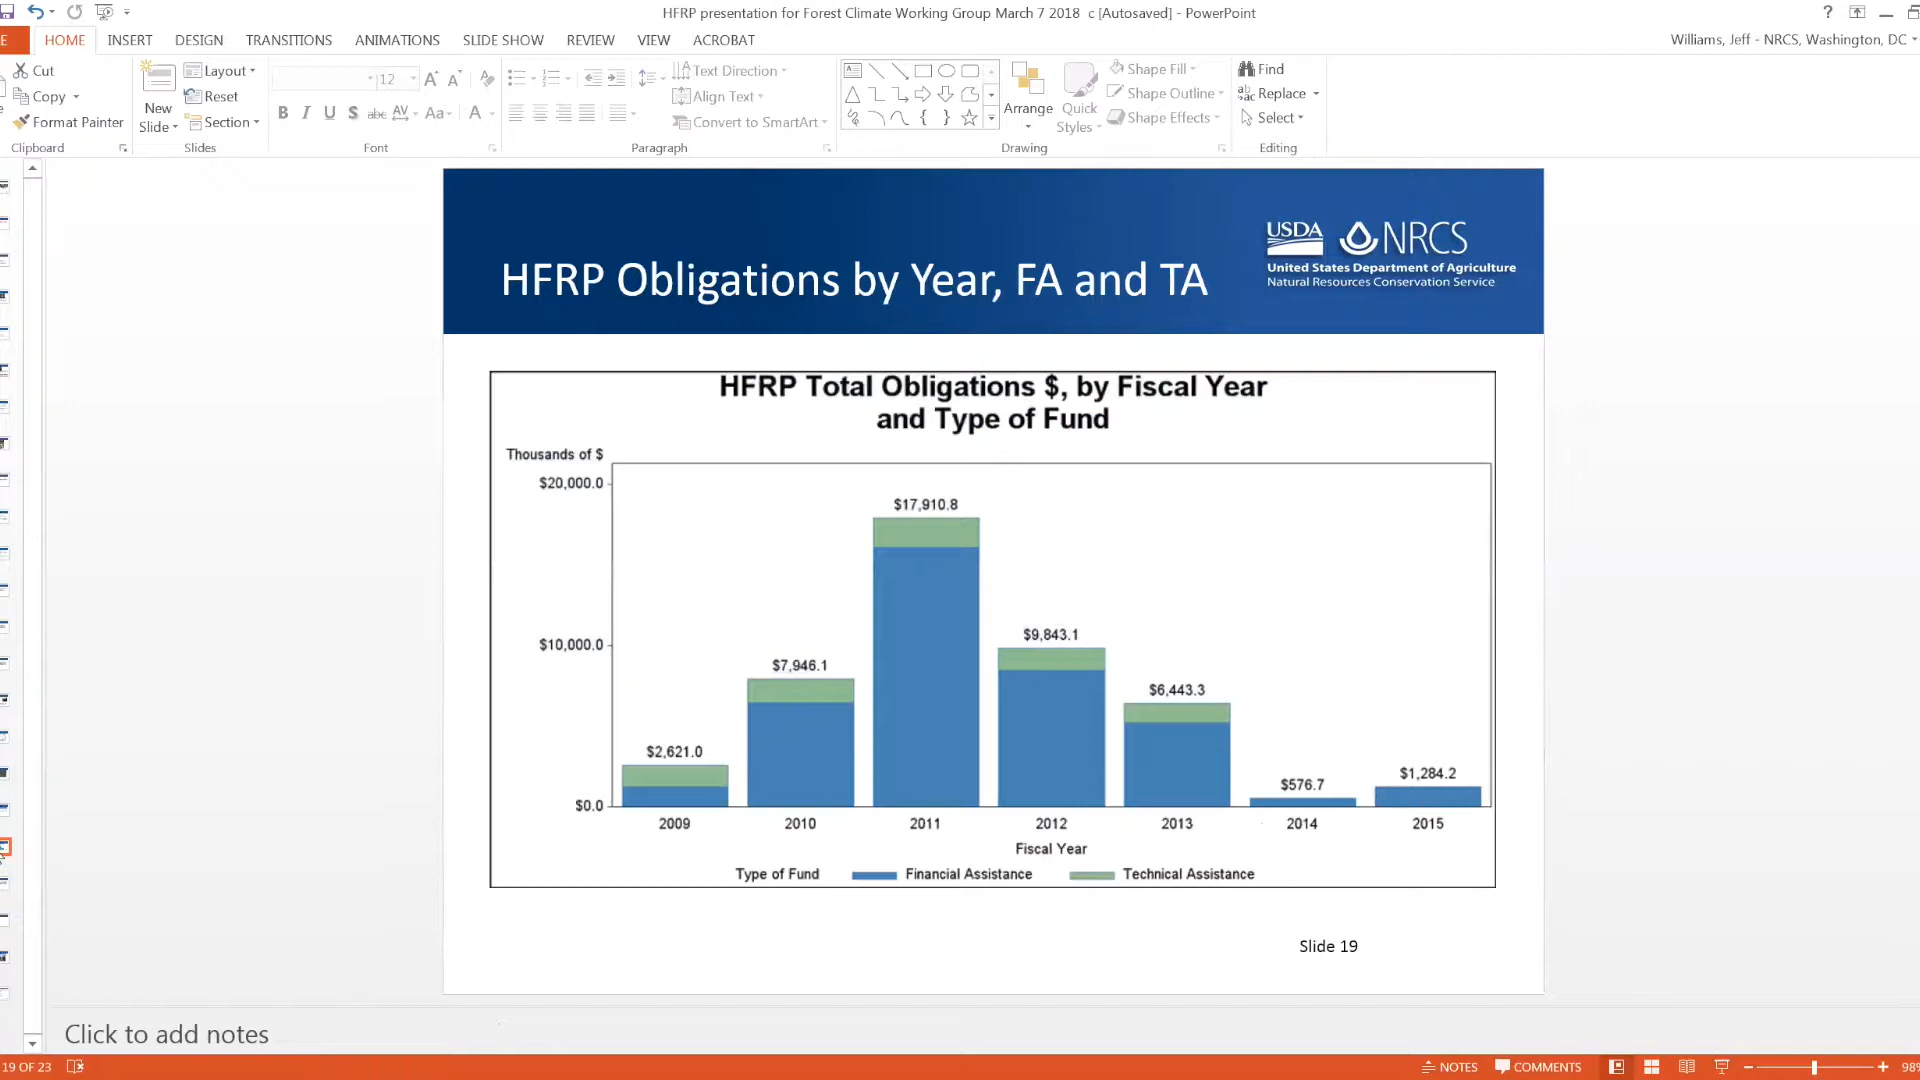 HFRP presentation for Forest Climate Working Group March 7 2018 c [Autosaved] - PowerPoint
?
HOME INSERT DESIGN TRANSITIONS ANIMATIONS SLIDE SHOW REVIEW VIEW ACROBAT
Williams, Jeff - NRCS, Washington, DC
Cut
Copy
Format Painter
Clipboard
New
Slide
Layout
Reset
Section
Slides
12
B I U S abc AV Aa A
Font
Text Direction
Align Text
Convert to SmartArt
Paragraph
Arrange
Quick
Styles
Shape Fill
Shape Outline
Shape Effects
Drawing
Find
Replace
Select
Editing
HFRP Obligations by Year, FA and TA
USDA NRCS
United States Department of Agriculture
Natural Resources Conservation Service
HFRP Total Obligations $, by Fiscal Year
and Type of Fund
Thousands of $
$20,000.0
$10,000.0
$0.0
$2,621.0
$7,946.1
$17,910.8
$9,843.1
$6,443.3
$576.7
$1,284.2
2009 2010 2011 2012 2013 2014 2015
Fiscal Year
Type of Fund Financial Assistance Technical Assistance
Slide 19
Click to add notes
19 OF 23
NOTES COMMENTS
98%